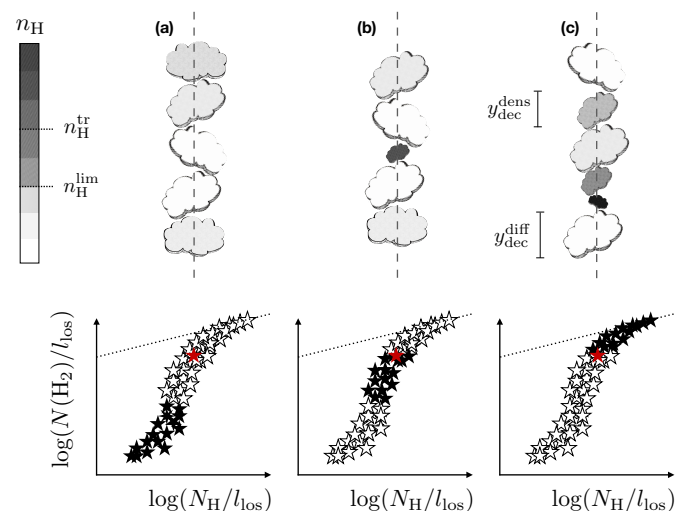 n_H (a) (b) (c)
n_H^tr
n_H^lim
y_dec^dens
y_dec^diff
log(N(H₂)/l_los)
log(N_H/l_los) log(N_H/l_los) log(N_H/l_los)